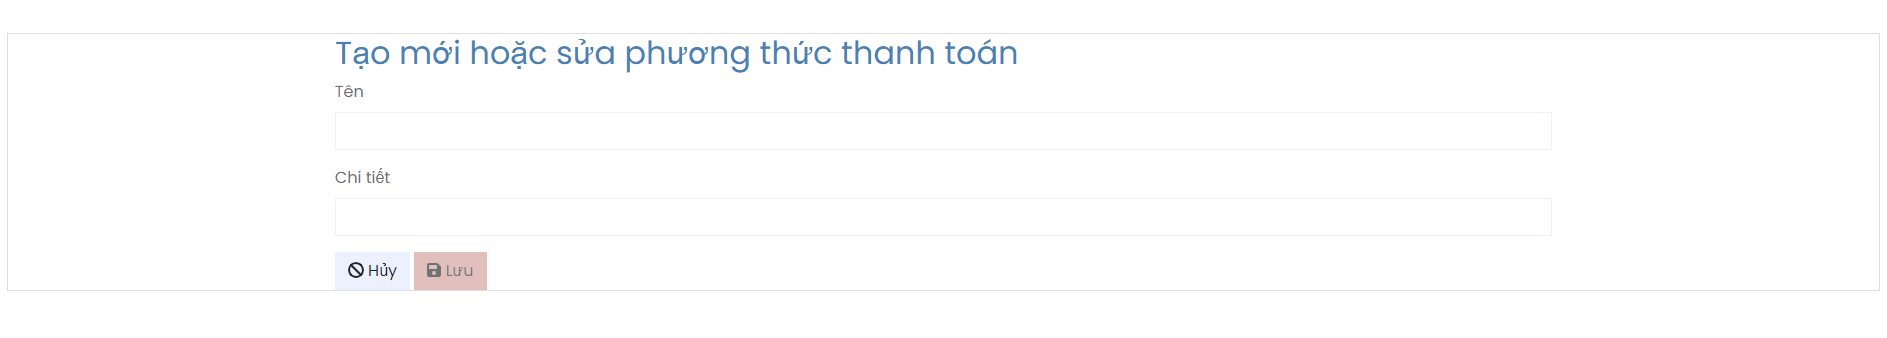 Tạo mới hoặc sửa phương thức thanh toán
Tên
Chi tiết
Hủy Lưu